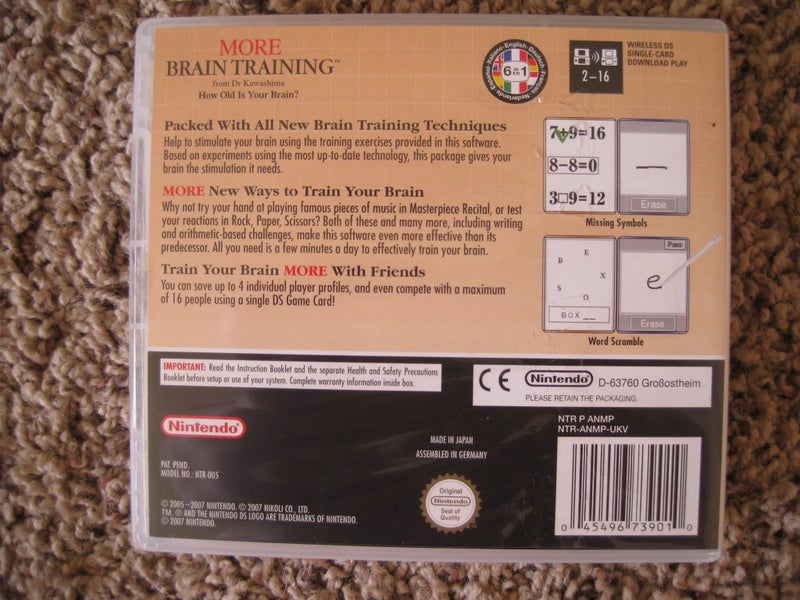 MORE
BRAIN TRAINING™
from Dr Kawashima
How Old Is Your Brain?
English Deutsch Français Nederlands Español Italiano
6 IN EN 1
2–16
WIRELESS DS
SINGLE-CARD
DOWNLOAD PLAY
Packed With All New Brain Training Techniques
Help to stimulate your brain using the training exercises provided in this software.
Based on experiments using the most up-to-date technology, this package gives your
brain the stimulation it needs.
MORE New Ways to Train Your Brain
Why not try your hand at playing famous pieces of music in Masterpiece Recital, or test
your reactions in Rock, Paper, Scissors? Both of these and many more, including writing
and arithmetic-based challenges, make this software even more effective than its
predecessor. All you need is a few minutes a day to effectively train your brain.
Train Your Brain MORE With Friends
You can save up to 4 individual player profiles, and even compete with a maximum
of 16 people using a single DS Game Card!
7+9=16
8–8=0
3□9=12
Erase
Missing Symbols
B E X S O
BOX__
Pass
e
Erase
Word Scramble
IMPORTANT: Read the Instruction Booklet and the separate Health and Safety Precautions
Booklet before setup or use of your system. Complete warranty information inside box.
CE Nintendo® D-63760 Großostheim
PLEASE RETAIN THE PACKAGING.
Nintendo®
MADE IN JAPAN
ASSEMBLED IN GERMANY
NTR P ANMP
NTR-ANMP-UKV
PAT. PEND.
MODEL NO.: NTR-005
Original
Nintendo
Seal of
Quality
© 2005–2007 NINTENDO. © 2007 NIKOLI CO., LTD.
TM, ® AND THE NINTENDO DS LOGO ARE TRADEMARKS OF NINTENDO.
© 2007 NINTENDO.
0 45496 73901 0